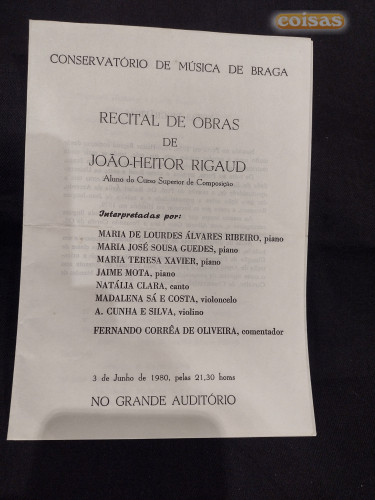 coisas
CONSERVATÓRIO DE MÚSICA DE BRAGA
RECITAL DE OBRAS
DE
JOÃO-HEITOR RIGAUD
Aluno do Curso Superior de Composição
Interpretadas por:
MARIA DE LOURDES ÁLVARES RIBEIRO, piano
MARIA JOSÉ SOUSA GUEDES, piano
MARIA TERESA XAVIER, piano
JAIME MOTA, piano
NATÁLIA CLARA, canto
MADALENA SÁ E COSTA, violoncelo
A. CUNHA E SILVA, violino
FERNANDO CORRÊA DE OLIVEIRA, comentador
3 de Junho de 1980, pelas 21,30 horas
NO GRANDE AUDITÓRIO